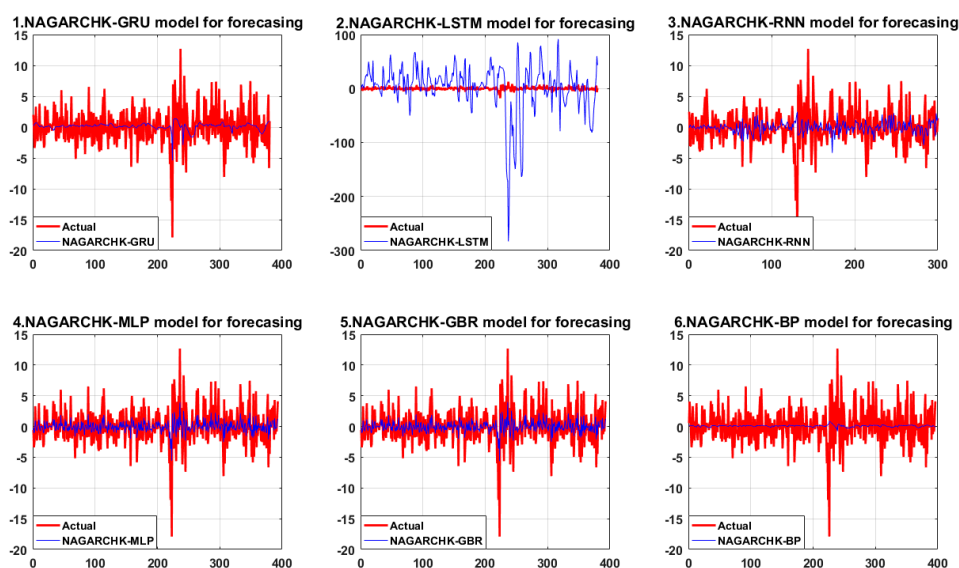 1.NAGARCHK-GRU model for forecasing
15
10
5
0
-5
-10
-15
-20
Actual
NAGARCHK-GRU
0 100 200 300 400
2.NAGARCHK-LSTM model for forecasing
100
0
-100
-200
-300
Actual
NAGARCHK-LSTM
0 100 200 300 400
3.NAGARCHK-RNN model for forecasing
15
10
5
0
-5
-10
-15
-20
Actual
NAGARCHK-RNN
0 50 100 150 200 250 300
4.NAGARCHK-MLP model for forecasing
15
10
5
0
-5
-10
-15
-20
Actual
NAGARCHK-MLP
0 100 200 300 400
5.NAGARCHK-GBR model for forecasing
15
10
5
0
-5
-10
-15
-20
Actual
NAGARCHK-GBR
0 100 200 300 400
6.NAGARCHK-BP model for forecasing
15
10
5
0
-5
-10
-15
-20
Actual
NAGARCHK-BP
0 100 200 300 400